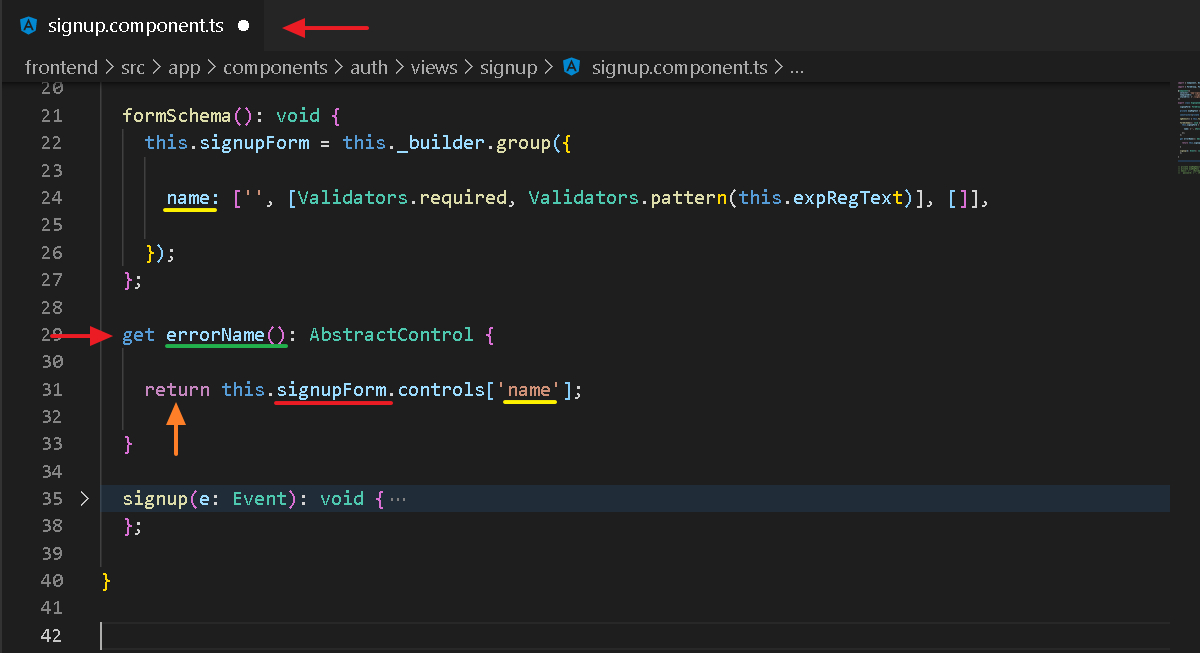 signup.component.ts
frontend > src > app > components > auth > views > signup > signup.component.ts > ...
20
21 formSchema(): void {
22 this.signupForm = this._builder.group({
23
24 name: ['', [Validators.required, Validators.pattern(this.expRegText)], []],
25
26 });
27 };
28
29 get errorName(): AbstractControl {
30
31 return this.signupForm.controls['name'];
32
33 }
34
35 > signup(e: Event): void {···
38 };
39
40 }
41
42